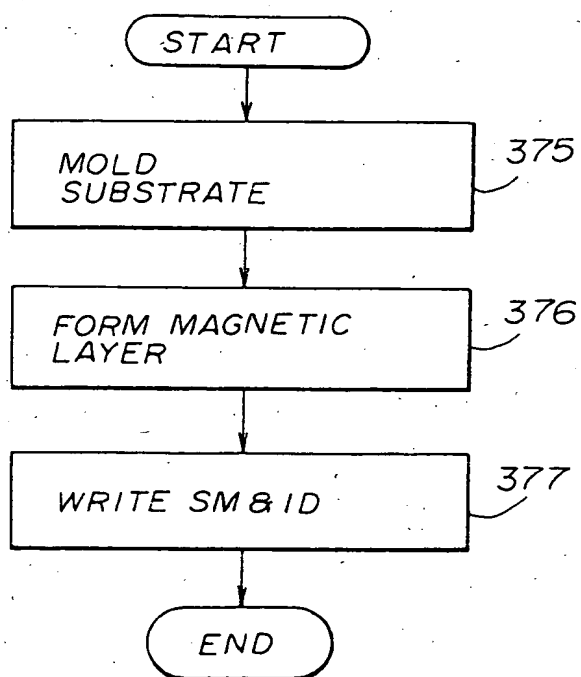 START
MOLD
SUBSTRATE
375
FORM MAGNETIC
LAYER
376
WRITE SM & ID
377
END